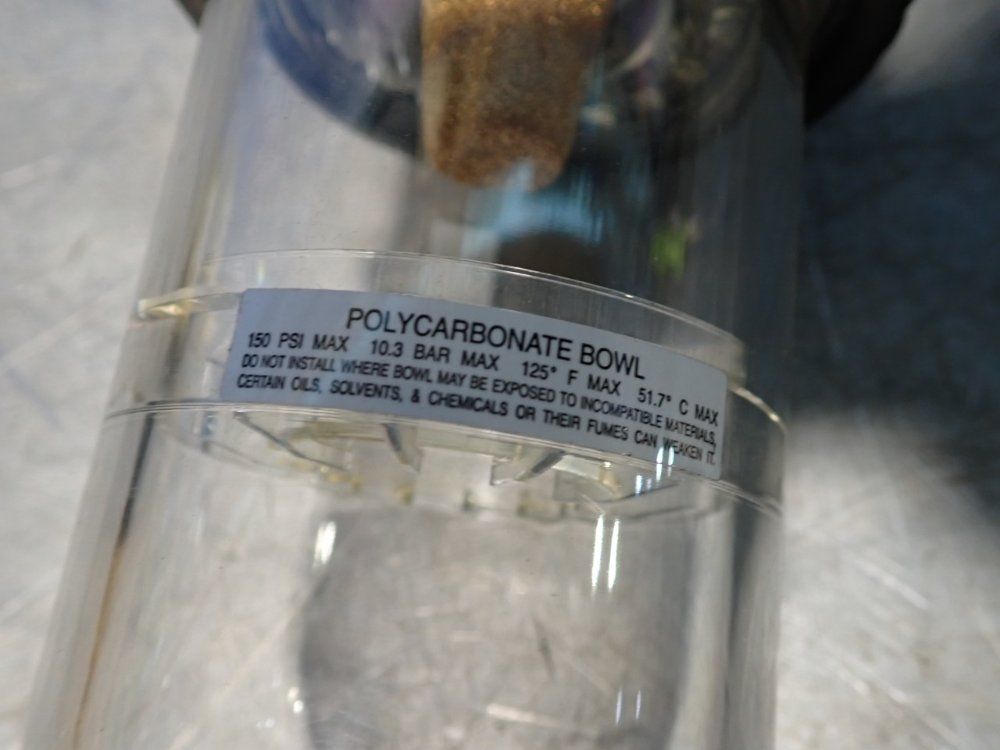 POLYCARBONATE BOWL
150 PSI MAX 10.3 BAR MAX 125° F MAX 51.7° C MAX
DO NOT INSTALL WHERE BOWL MAY BE EXPOSED TO INCOMPATIBLE MATERIALS,
CERTAIN OILS, SOLVENTS, & CHEMICALS OR THEIR FUMES CAN WEAKEN IT.